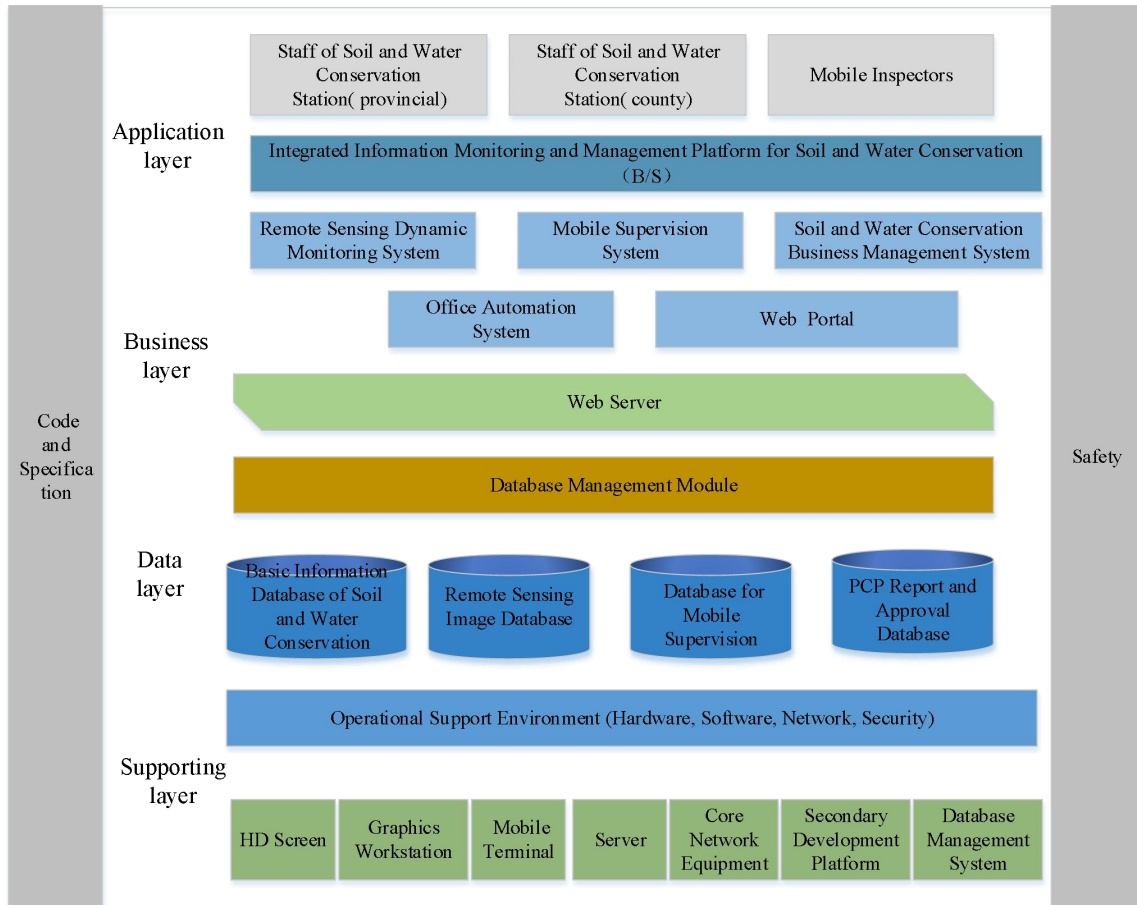 Staff of Soil and Water
Conservation
Station( provincial)
Staff of Soil and Water
Conservation
Station( county)
Mobile Inspectors
Application
layer
Integrated Information Monitoring and Management Platform for Soil and Water Conservation
（B/S）
Remote Sensing Dynamic
Monitoring System
Mobile Supervision
System
Soil and Water Conservation
Business Management System
Office Automation
System
Web Portal
Business
layer
Web Server
Code
and
Specifica
tion
Safety
Database Management Module
Data
layer
Basic Information
Database of Soil
and Water
Conservation
Remote Sensing
Image Database
Database for
Mobile
Supervision
PCP Report and
Approval
Database
Operational Support Environment (Hardware, Software, Network, Security)
Supporting
layer
HD Screen
Graphics
Workstation
Mobile
Terminal
Server
Core
Network
Equipment
Secondary
Development
Platform
Database
Management
System